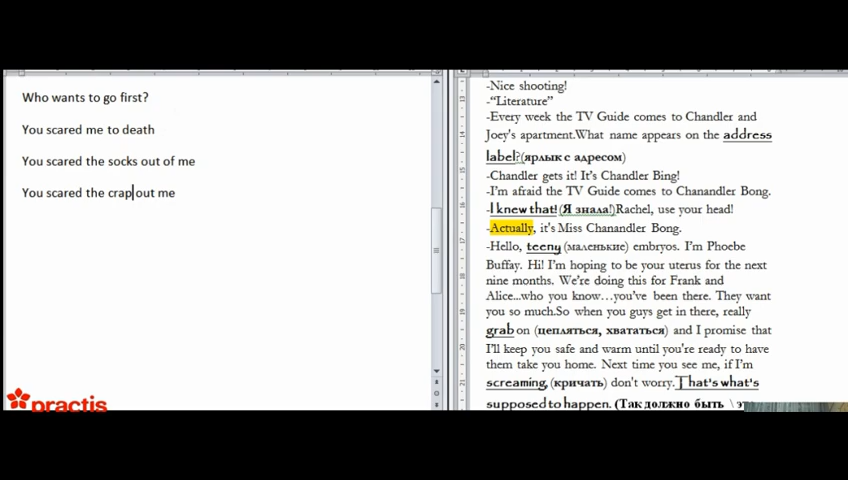 Who wants to go first?
You scared me to death
You scared the socks out of me
You scared the crap out me
practis
-Nice shooting!
-“Literature”
-Every week the TV Guide comes to Chandler and
Joey's apartment.What name appears on the address
label?(ярлык с адресом)
-Chandler gets it! It's Chandler Bing!
-I'm afraid the TV Guide comes to Chanandler Bong.
-I knew that! (Я знала!)Rachel, use your head!
-Actually, it's Miss Chanandler Bong.
-Hello, teeny (маленькие) embryos. I'm Phoebe
Buffay. Hi! I'm hoping to be your uterus for the next
nine months. We're doing this for Frank and
Alice...who you know…you've been there. They want
you so much.So when you guys get in there, really
grab on (цепляться, хвататься) and I promise that
I'll keep you safe and warm until you're ready to have
them take you home. Next time you see me, if I'm
screaming, (кричать) don't worry.That's what's
supposed to happen. (Так должно быть \